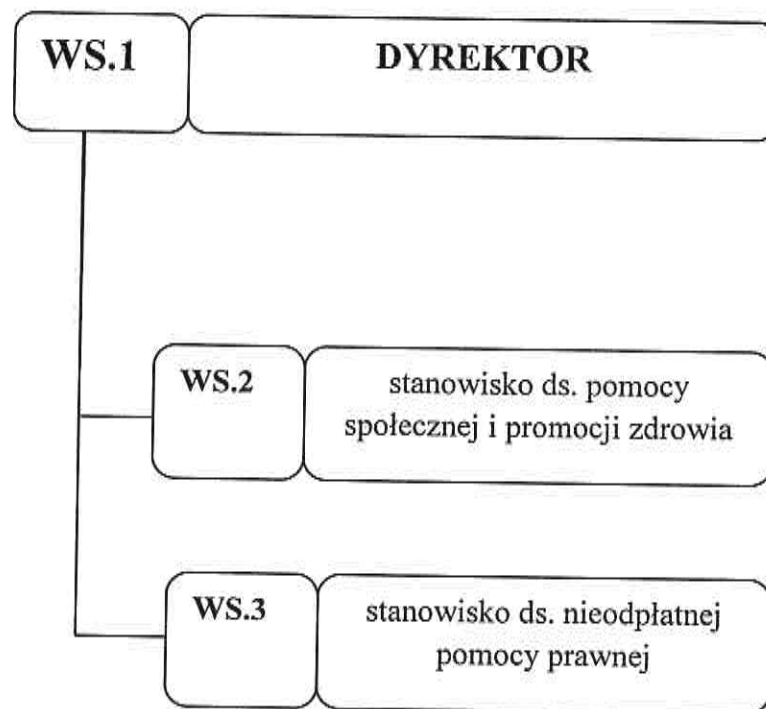 WS.1 DYREKTOR
WS.2 stanowisko ds. pomocy
społecznej i promocji zdrowia
WS.3 stanowisko ds. nieodpłatnej
pomocy prawnej